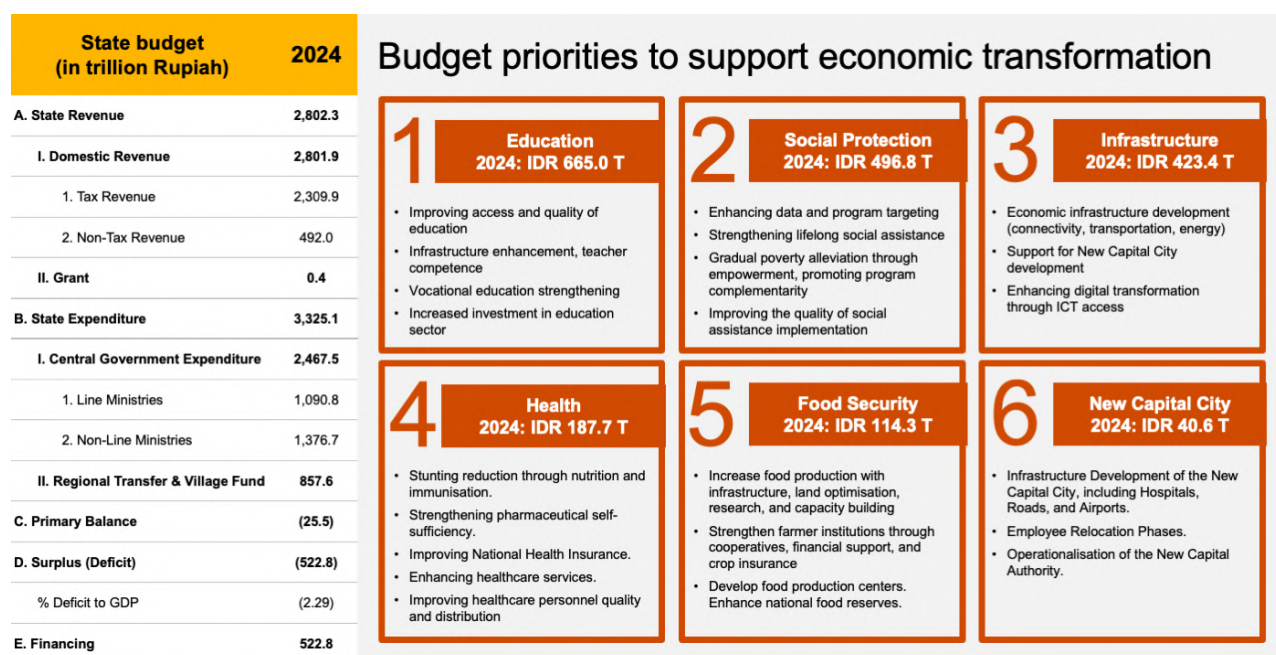 State budget
(in trillion Rupiah)
2024
A. State Revenue 2,802.3
I. Domestic Revenue 2,801.9
1. Tax Revenue 2,309.9
2. Non-Tax Revenue 492.0
II. Grant 0.4
B. State Expenditure 3,325.1
I. Central Government Expenditure 2,467.5
1. Line Ministries 1,090.8
2. Non-Line Ministries 1,376.7
II. Regional Transfer & Village Fund 857.6
C. Primary Balance (25.5)
D. Surplus (Deficit) (522.8)
% Deficit to GDP (2.29)
E. Financing 522.8
Budget priorities to support economic transformation
1
Education
2024: IDR 665.0 T
• Improving access and quality of
education
• Infrastructure enhancement, teacher
competence
• Vocational education strengthening
• Increased investment in education
sector
2
Social Protection
2024: IDR 496.8 T
• Enhancing data and program targeting
• Strengthening lifelong social assistance
• Gradual poverty alleviation through
empowerment, promoting program
complementarity
• Improving the quality of social
assistance implementation
3
Infrastructure
2024: IDR 423.4 T
• Economic infrastructure development
(connectivity, transportation, energy)
• Support for New Capital City
development
• Enhancing digital transformation
through ICT access
4
Health
2024: IDR 187.7 T
• Stunting reduction through nutrition and
immunisation.
• Strengthening pharmaceutical self-
sufficiency.
• Improving National Health Insurance.
• Enhancing healthcare services.
• Improving healthcare personnel quality
and distribution
5
Food Security
2024: IDR 114.3 T
• Increase food production with
infrastructure, land optimisation,
research, and capacity building
• Strengthen farmer institutions through
cooperatives, financial support, and
crop insurance
• Develop food production centers.
Enhance national food reserves.
6
New Capital City
2024: IDR 40.6 T
• Infrastructure Development of the New
Capital City, including Hospitals,
Roads, and Airports.
• Employee Relocation Phases.
• Operationalisation of the New Capital
Authority.